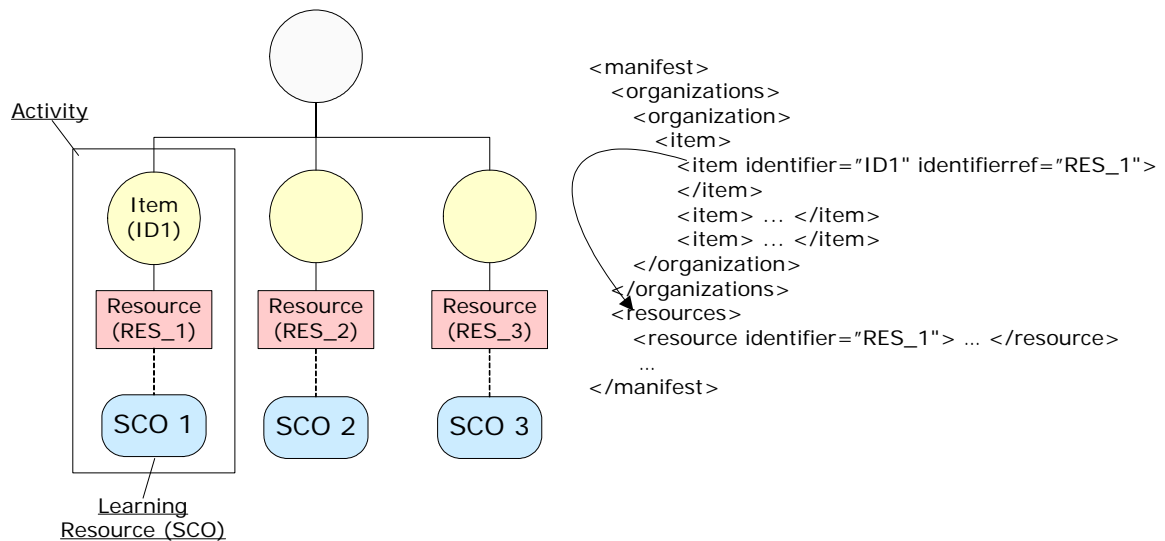 Activity
Item
(ID1)
Resource
(RES_1)
Resource
(RES_2)
Resource
(RES_3)
SCO 1
SCO 2
SCO 3
Learning
Resource (SCO)
<manifest>
<organizations>
<organization>
<item>
<item identifier="ID1" identifierref="RES_1">
</item>
<item> ... </item>
<item> ... </item>
</organization>
</organizations>
<resources>
<resource identifier="RES_1"> ... </resource>
...
</manifest>